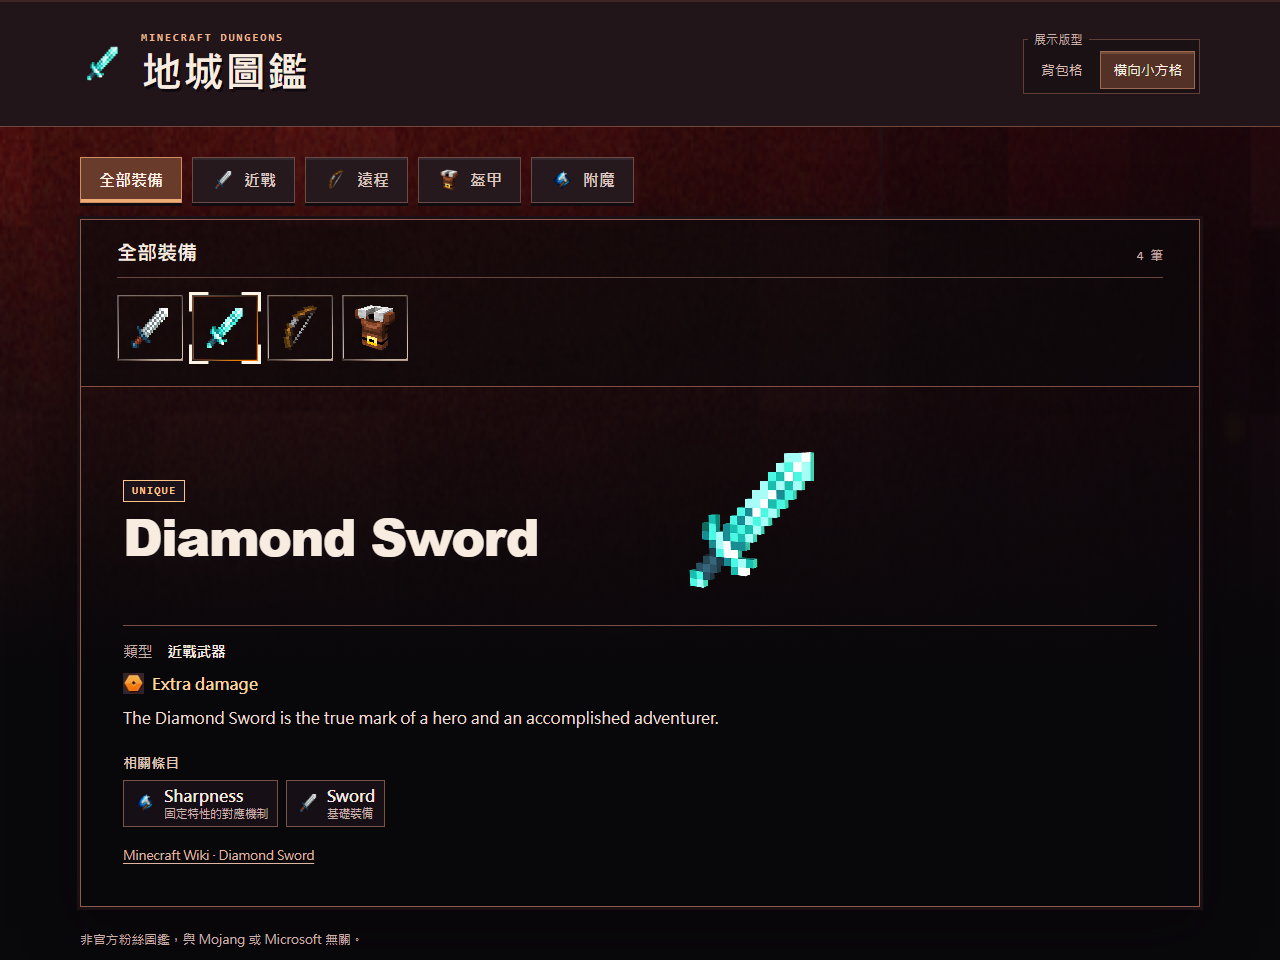 MINECRAFT DUNGEONS
地城圖鑑
展示版型
背包格
橫向小方格
全部裝備
近戰
遠程
盔甲
附魔
全部裝備
4 筆
UNIQUE
Diamond Sword
類型 近戰武器
Extra damage
The Diamond Sword is the true mark of a hero and an accomplished adventurer.
相關條目
Sharpness
固定特性的對應機制
Sword
基礎裝備
Minecraft Wiki · Diamond Sword
非官方粉絲圖鑑，與 Mojang 或 Microsoft 無關。